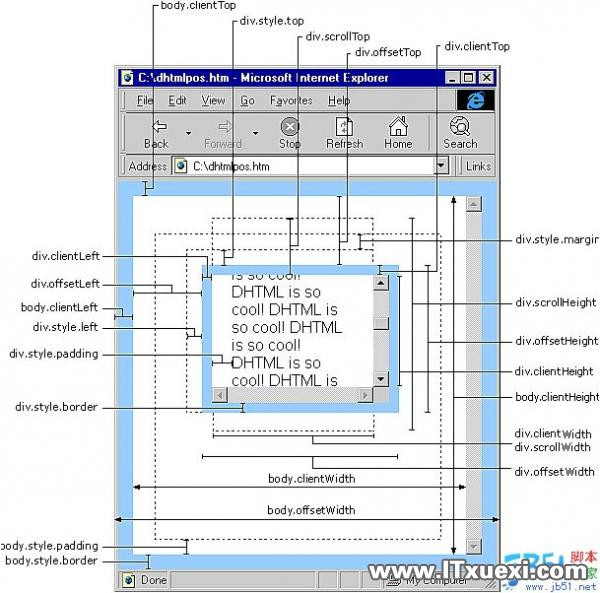 body.clientTop
div.style.top
div.scrollTop
div.offsetTop
div.clientTop
C:\dhtmlpos.htm - Microsoft Internet Explorer
File Edit View Go Favorites Help
Back Forward Stop Refresh Home Search
Address C:\dhtmlpos.htm Links
div.clientLeft
div.offsetLeft
body.clientLeft
div.style.left
div.style.padding
div.style.border
is so cool!
DHTML is so
cool! DHTML is
so cool! DHTML
is so cool!
DHTML is so
cool! DHTML is
div.style.margin
div.scrollHeight
div.offsetHeight
div.clientHeight
body.clientHeight
div.clientWidth
div.scrollWidth
div.offsetWidth
body.clientWidth
body.offsetWidth
body.style.padding
body.style.border
Done My Computer
www.ITxuexi.com
脚本
www.jb51.net